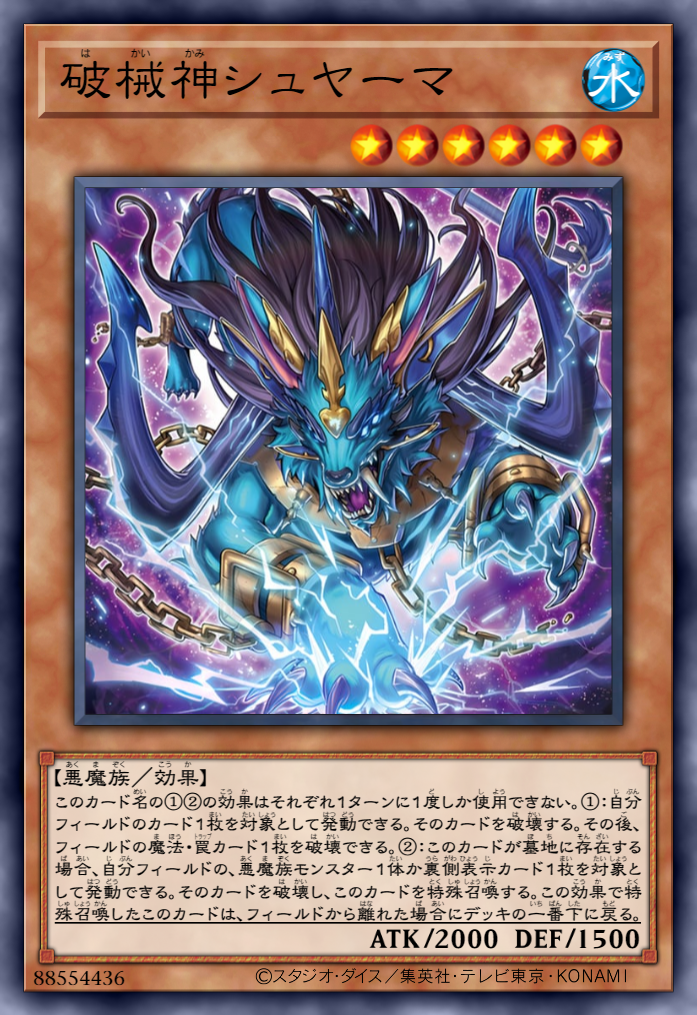 破械神シュヤーマ
水
【悪魔族／効果】
このカード名の①②の効果はそれぞれ1ターンに1度しか使用できない。①：自分
フィールドのカード1枚を対象として発動できる。そのカードを破壊する。その後、
フィールドの魔法・罠カード1枚を破壊できる。②：このカードが墓地に存在する
場合、自分フィールドの、悪魔族モンスター1体か裏側表示カード1枚を対象と
して発動できる。そのカードを破壊し、このカードを特殊召喚する。この効果で特
殊召喚したこのカードは、フィールドから離れた場合にデッキの一番下に戻る。
ATK/2000 DEF/1500
88554436 ©スタジオ・ダイス／集英社・テレビ東京・KONAMI